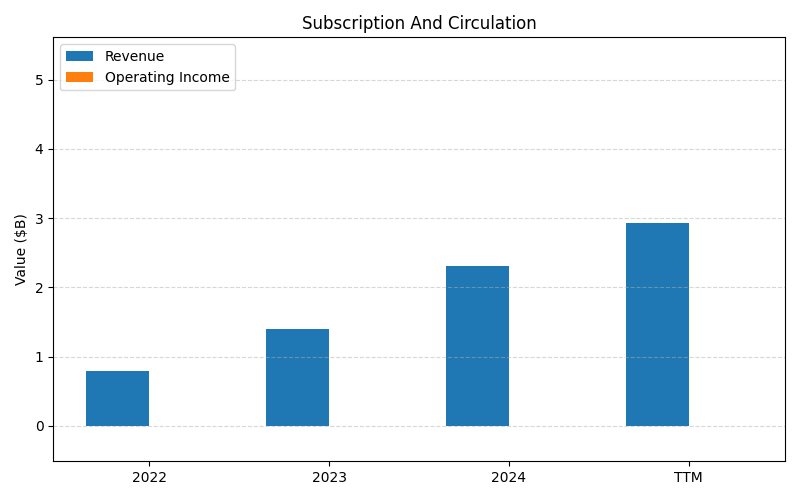 Subscription And Circulation
Revenue
Operating Income
Value ($B)
5
4
3
2
1
0
2022
2023
2024
TTM